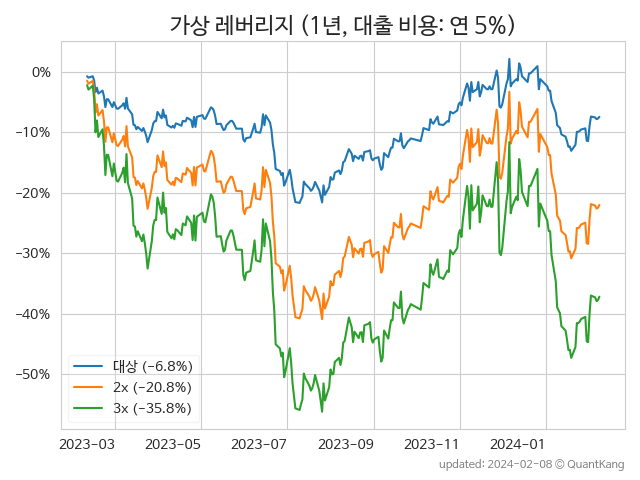 가상 레버리지 (1년, 대출 비용: 연 5%)
0%
−10%
−20%
−30%
−40%
−50%
대상 (−6.8%)
2x (−20.8%)
3x (−35.8%)
2023−03 2023−05 2023−07 2023−09 2023−11 2024−01
updated: 2024-02-08 © QuantKang